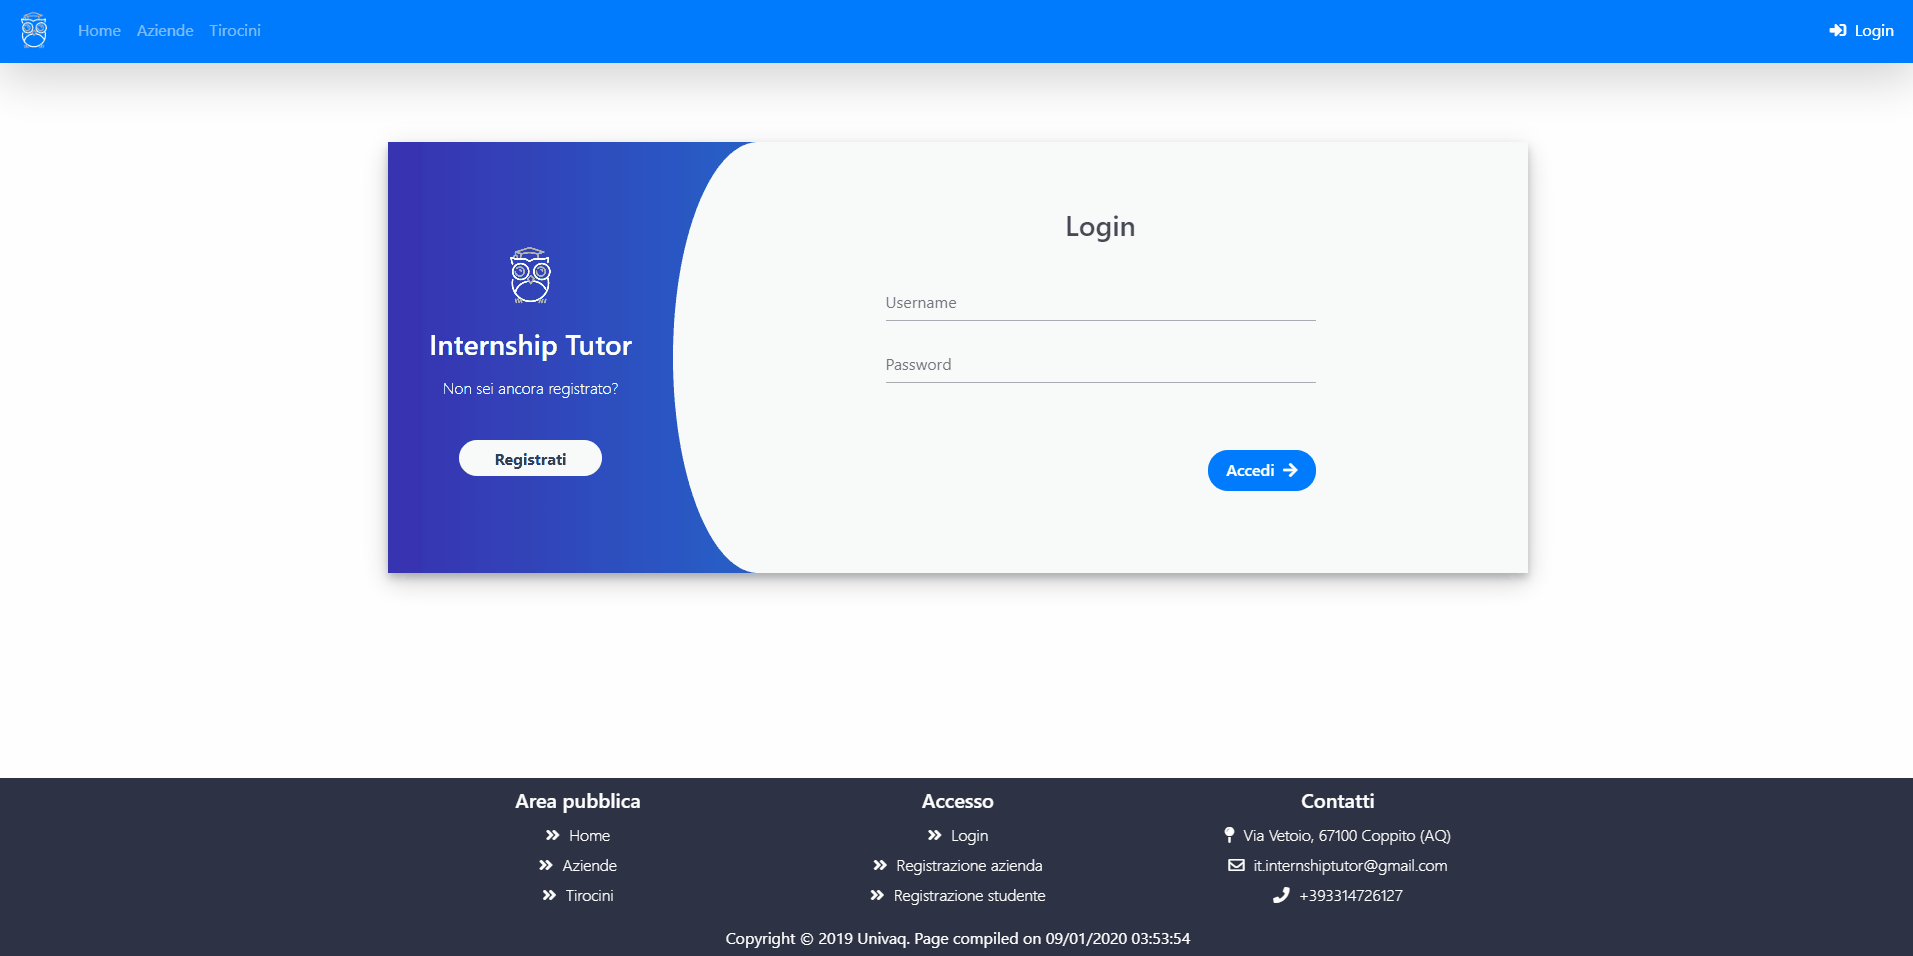 Home Aziende Tirocini Login
Internship Tutor
Non sei ancora registrato?
Registrati
Login
Username
Password
Accedi
Area pubblica
Home
Aziende
Tirocini
Accesso
Login
Registrazione azienda
Registrazione studente
Contatti
Via Vetoio, 67100 Coppito (AQ)
it.internshiptutor@gmail.com
+393314726127
Copyright © 2019 Univaq. Page compiled on 09/01/2020 03:53:54